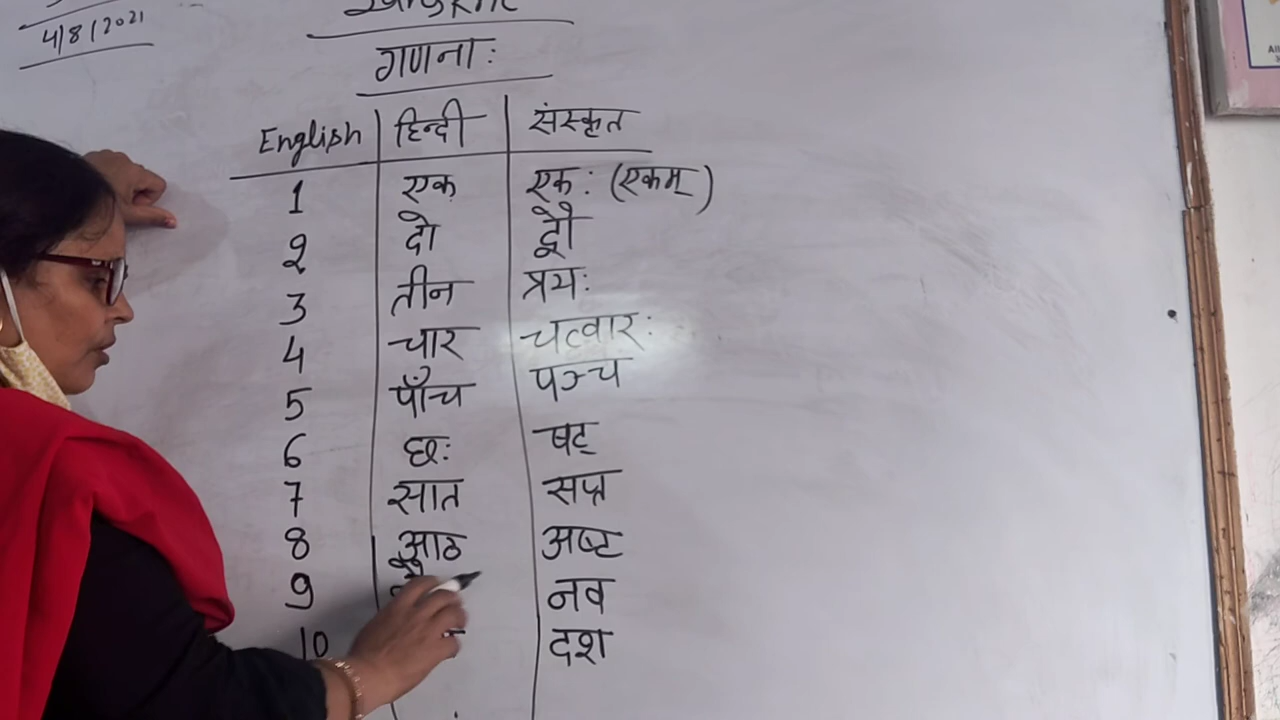 4/8/2021
गणनाः
English हिन्दी संस्कृत
1 एक एकः (एकम्)
2 दो द्वौ
3 तीन त्रयः
4 चार चत्वारः
5 पाँच पञ्च
6 छः षट्
7 सात सप्त
8 आठ अष्ट
9 नव
10 दश